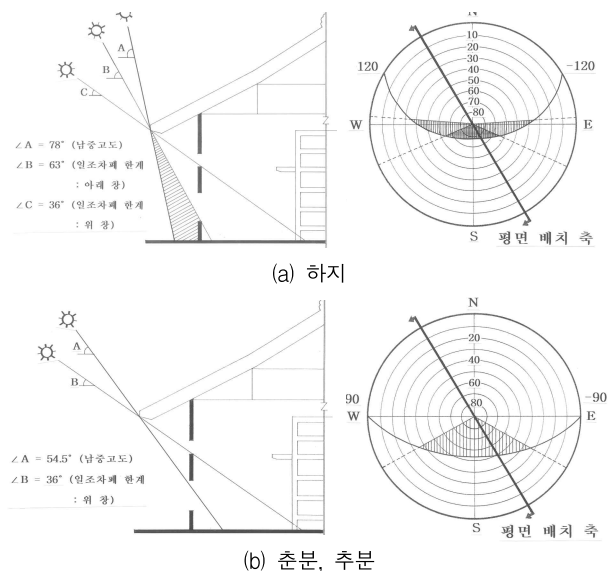 A
B
C
∠A = 78° (남중고도)
∠B = 63° (일조차폐 한계
: 아래 창)
∠C = 36° (일조차폐 한계
: 위 창)
N
10
20
30
40
50
60
70
80
120
-120
W
E
S
평면 배치 축
(a) 하지
A
B
∠A = 54.5° (남중고도)
∠B = 36° (일조차폐 한계
: 위 창)
N
20
40
60
80
90
-90
W
E
S
평면 배치 축
(b) 춘분, 추분